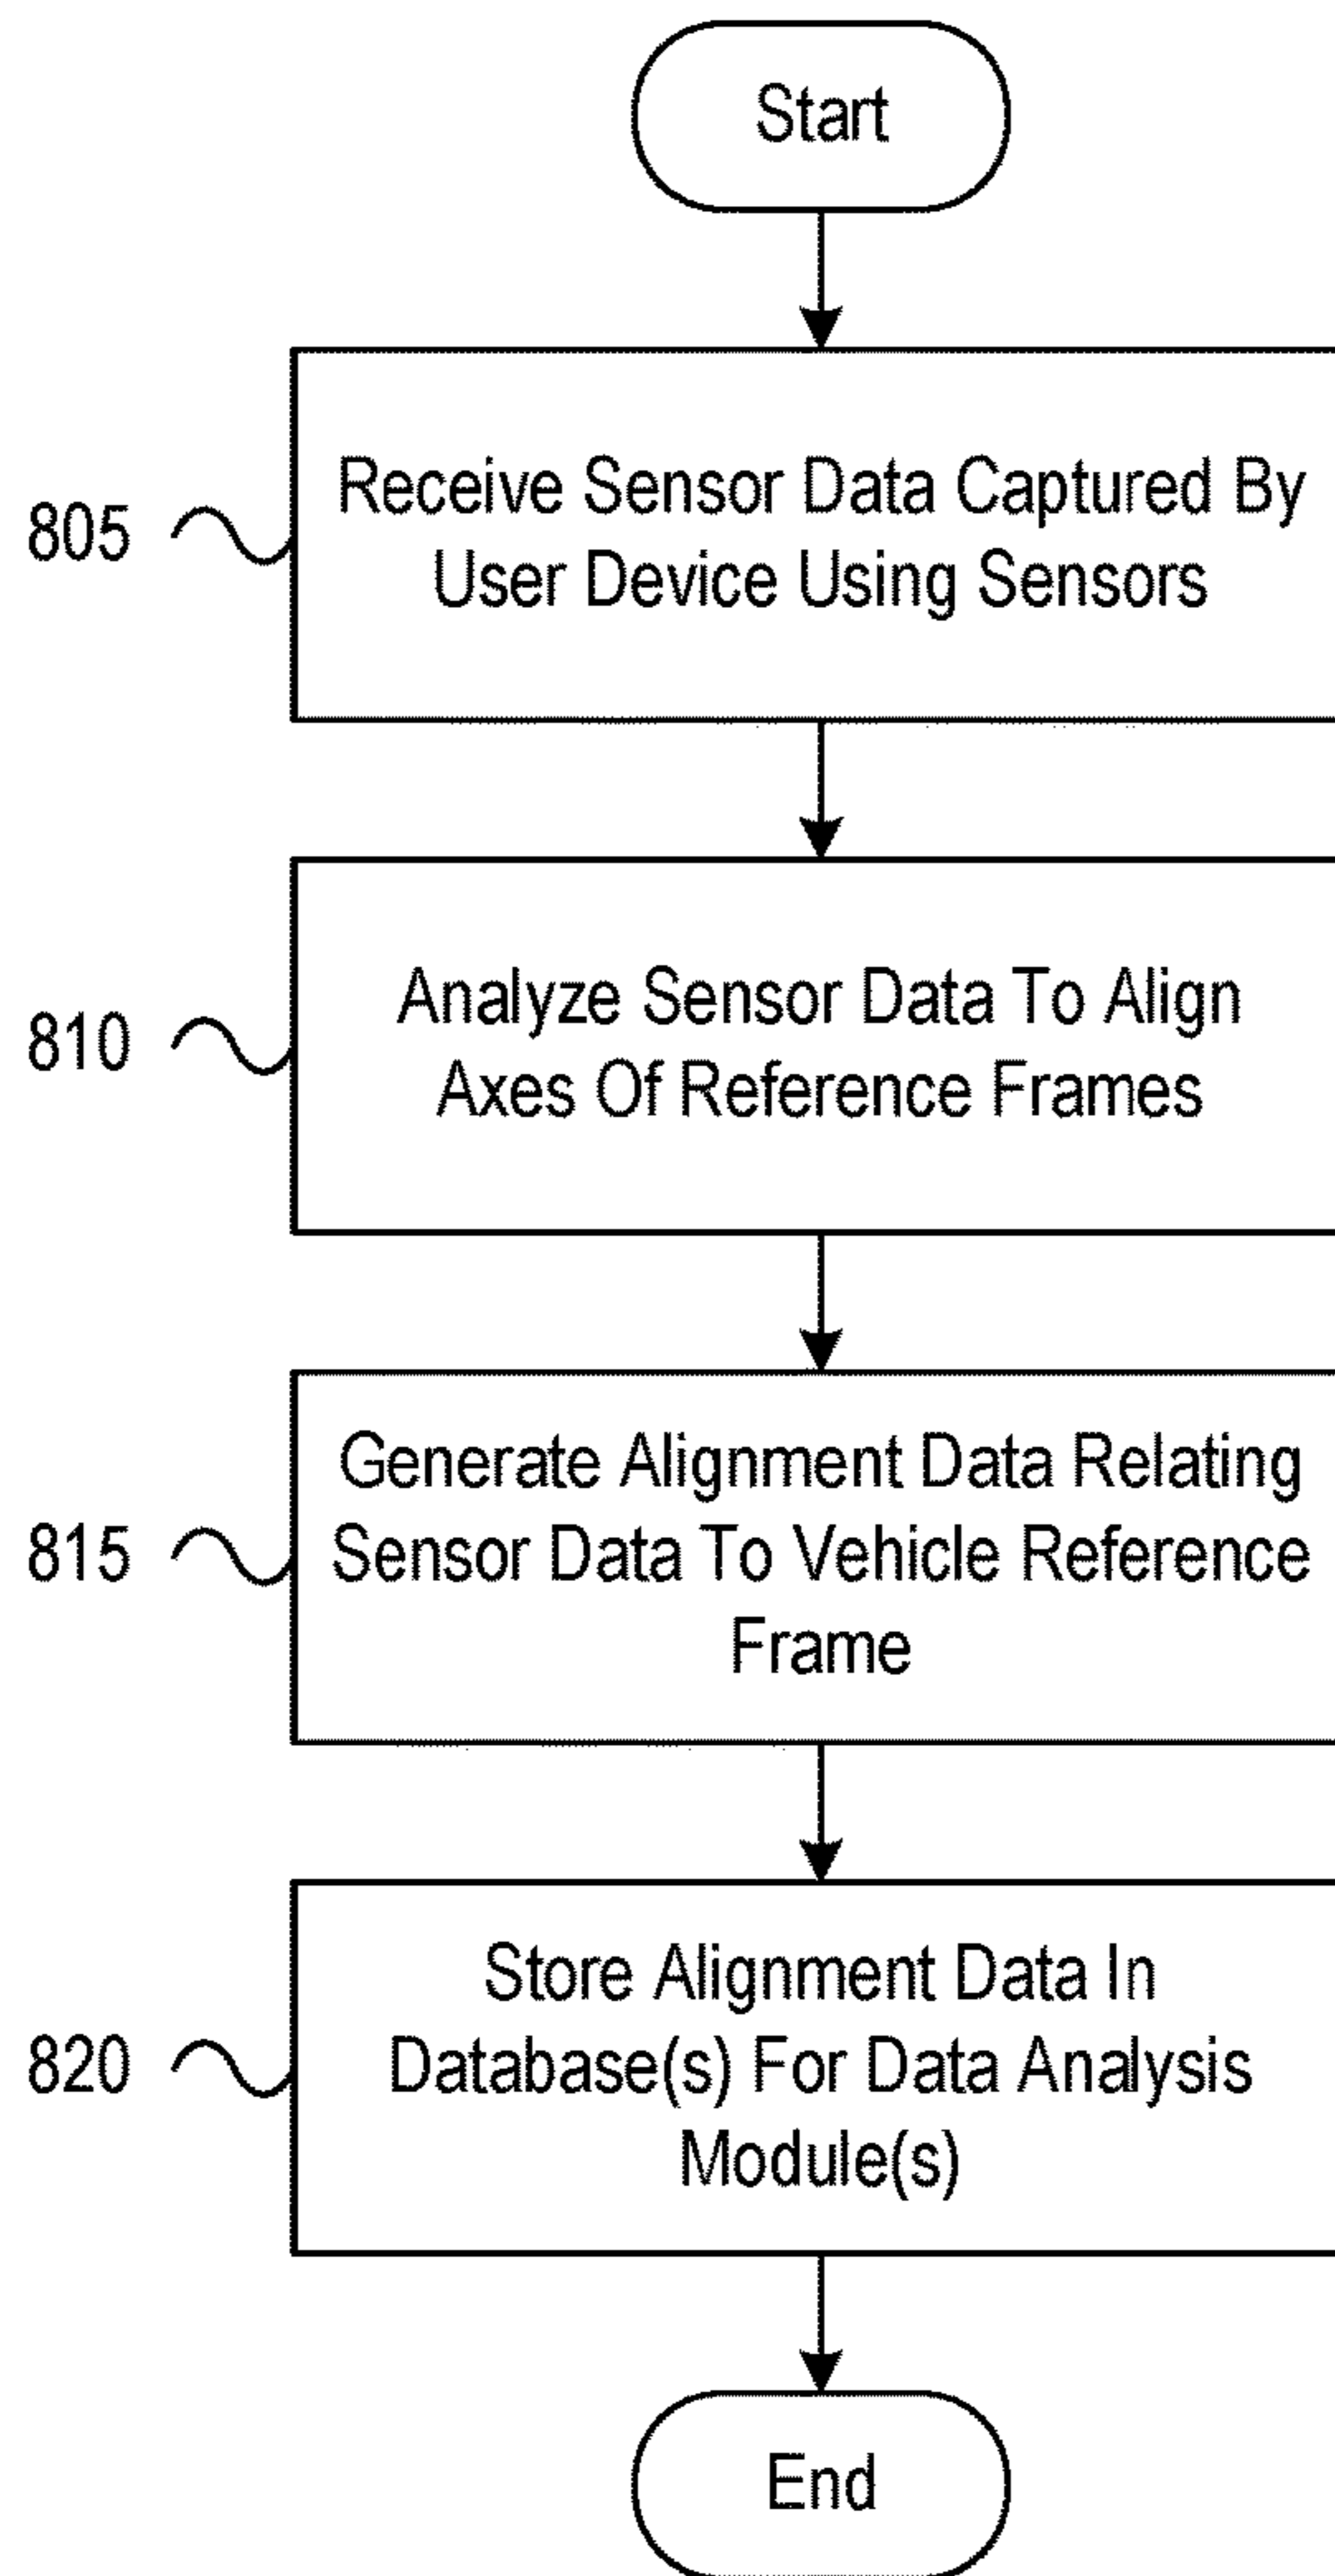 Start
805
Receive Sensor Data Captured By
User Device Using Sensors
810
Analyze Sensor Data To Align
Axes Of Reference Frames
815
Generate Alignment Data Relating
Sensor Data To Vehicle Reference
Frame
820
Store Alignment Data In
Database(s) For Data Analysis
Module(s)
End